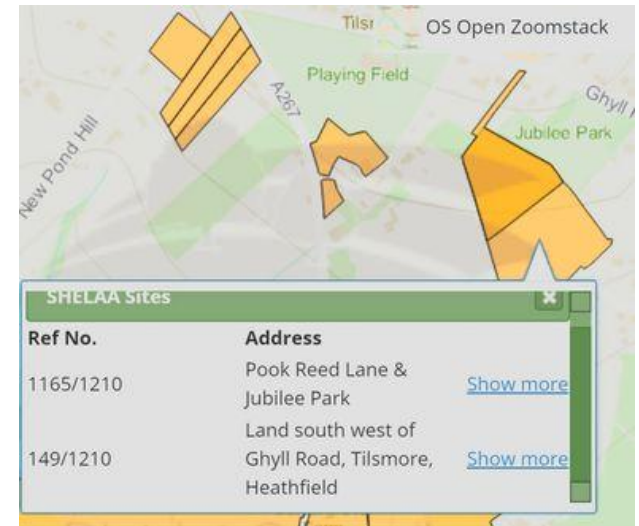 Tilsr
OS Open Zoomstack
Playing Field
A267
Ghyll
Jubilee Park
New Pond Hill
SHELAA Sites
Ref No. Address
1165/1210 Pook Reed Lane & Jubilee Park Show more
149/1210 Land south west of Ghyll Road, Tilsmore, Heathfield Show more